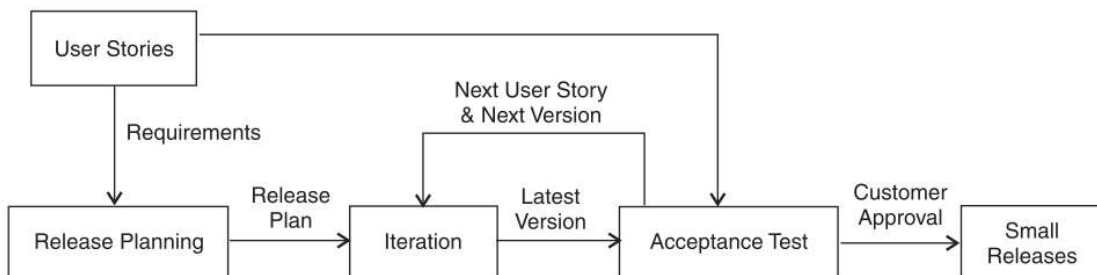 User Stories
Next User Story
& Next Version
Requirements
Release
Plan
Latest
Version
Customer
Approval
Release Planning
Iteration
Acceptance Test
Small
Releases